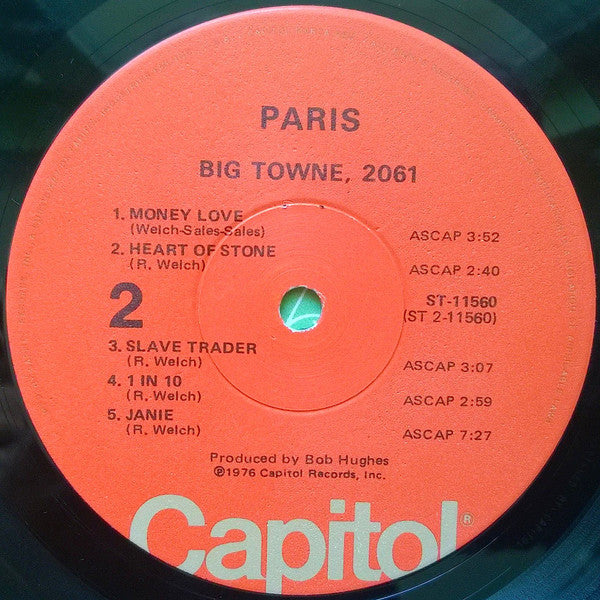 PARIS
BIG TOWNE, 2061
1. MONEY LOVE
(Welch-Sales-Sales) ASCAP 3:52
2. HEART OF STONE
(R. Welch) ASCAP 2:40
2
ST-11560
(ST 2-11560)
3. SLAVE TRADER
(R. Welch) ASCAP 3:07
4. 1 IN 10
(R. Welch) ASCAP 2:59
5. JANIE
(R. Welch) ASCAP 7:27
Produced by Bob Hughes
℗1976 Capitol Records, Inc.
Capitol®